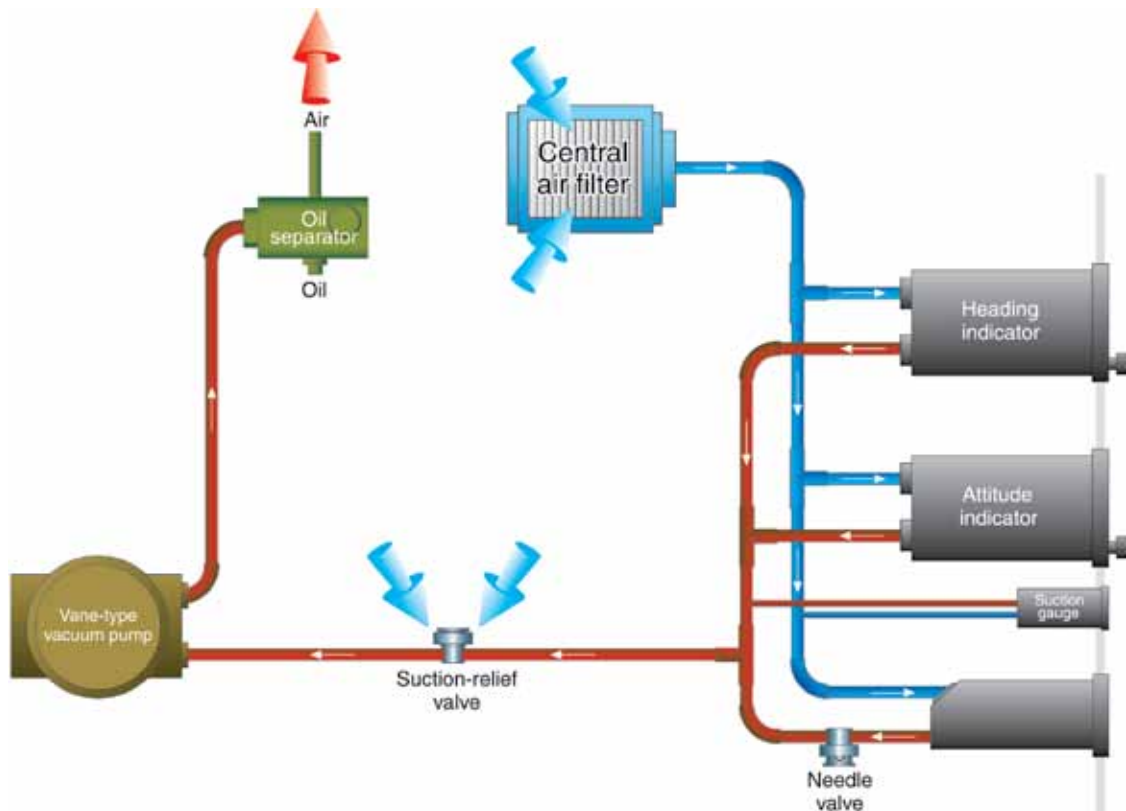 Air
Oil
separator
Oil
Central
air filter
Heading
indicator
Attitude
indicator
Suction
gauge
Vane-type
vacuum pump
Suction-relief
valve
Needle
valve